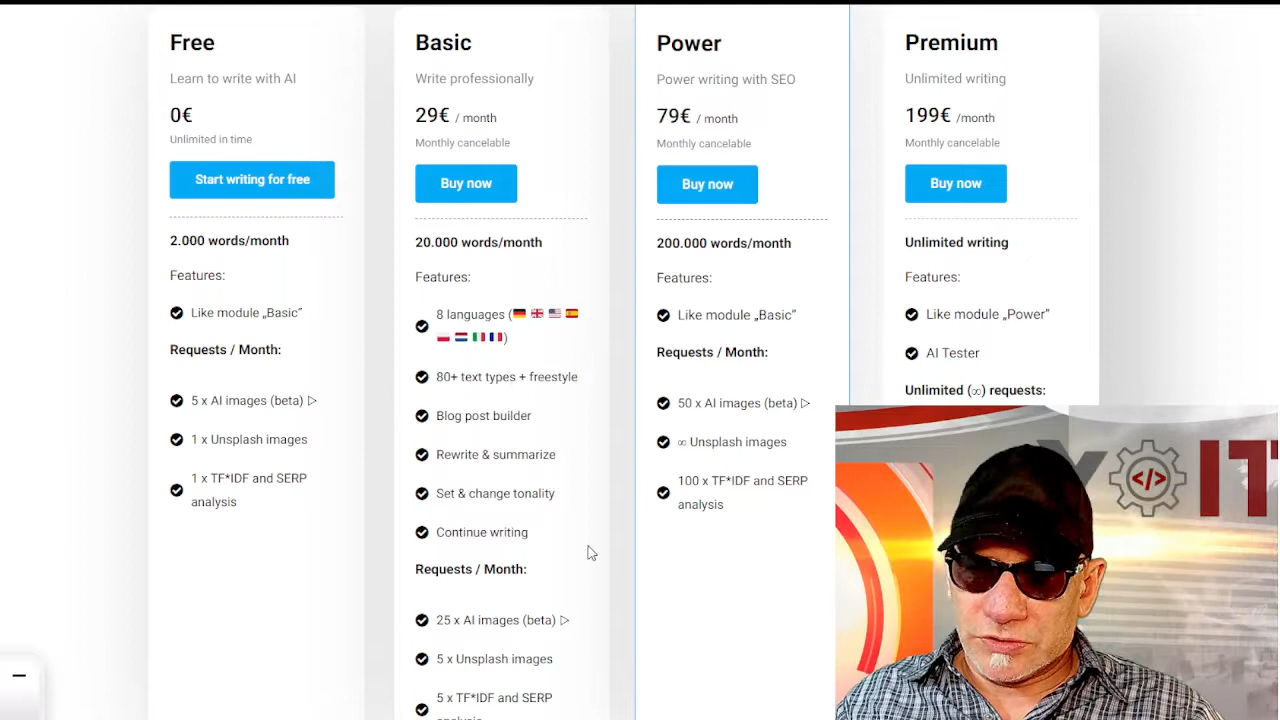 Free
Learn to write with AI
0€
Unlimited in time
Start writing for free
2.000 words/month
Features:
Like module „Basic”
Requests / Month:
5 x AI images (beta) ▷
1 x Unsplash images
1 x TF*IDF and SERP
analysis
Basic
Write professionally
29€ / month
Monthly cancelable
Buy now
20.000 words/month
Features:
8 languages (🇩🇪 🇬🇧 🇺🇸 🇪🇸
🇵🇱 🇳🇱 🇮🇹 🇫🇷)
80+ text types + freestyle
Blog post builder
Rewrite & summarize
Set & change tonality
Continue writing
Requests / Month:
25 x AI images (beta) ▷
5 x Unsplash images
5 x TF*IDF and SERP
analysis
Power
Power writing with SEO
79€ / month
Monthly cancelable
Buy now
200.000 words/month
Features:
Like module „Basic”
Requests / Month:
50 x AI images (beta) ▷
∞ Unsplash images
100 x TF*IDF and SERP
analysis
Premium
Unlimited writing
199€ /month
Monthly cancelable
Buy now
Unlimited writing
Features:
Like module „Power”
AI Tester
Unlimited (∞) requests:
</>
IT